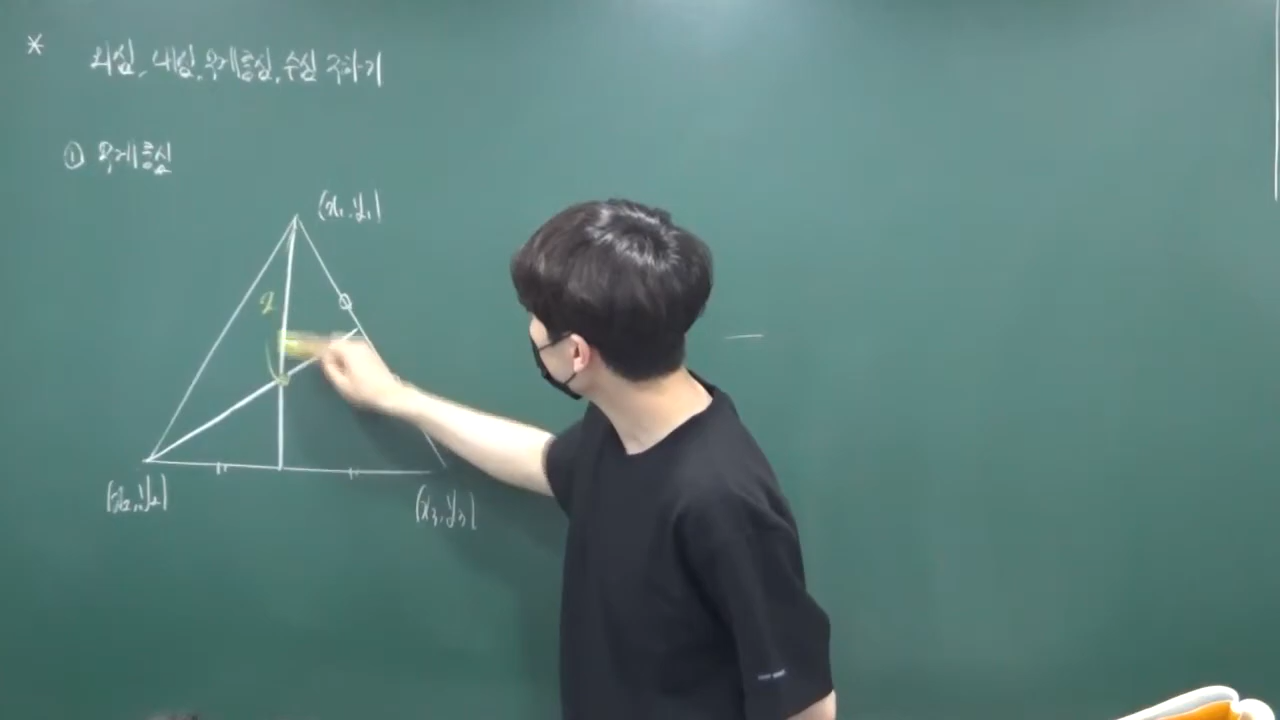 * 외심, 내심, 무게중심, 수심 구하기
① 무게중심
(x₁, y₁)
2
(x₂, y₂)
(x₃, y₃)